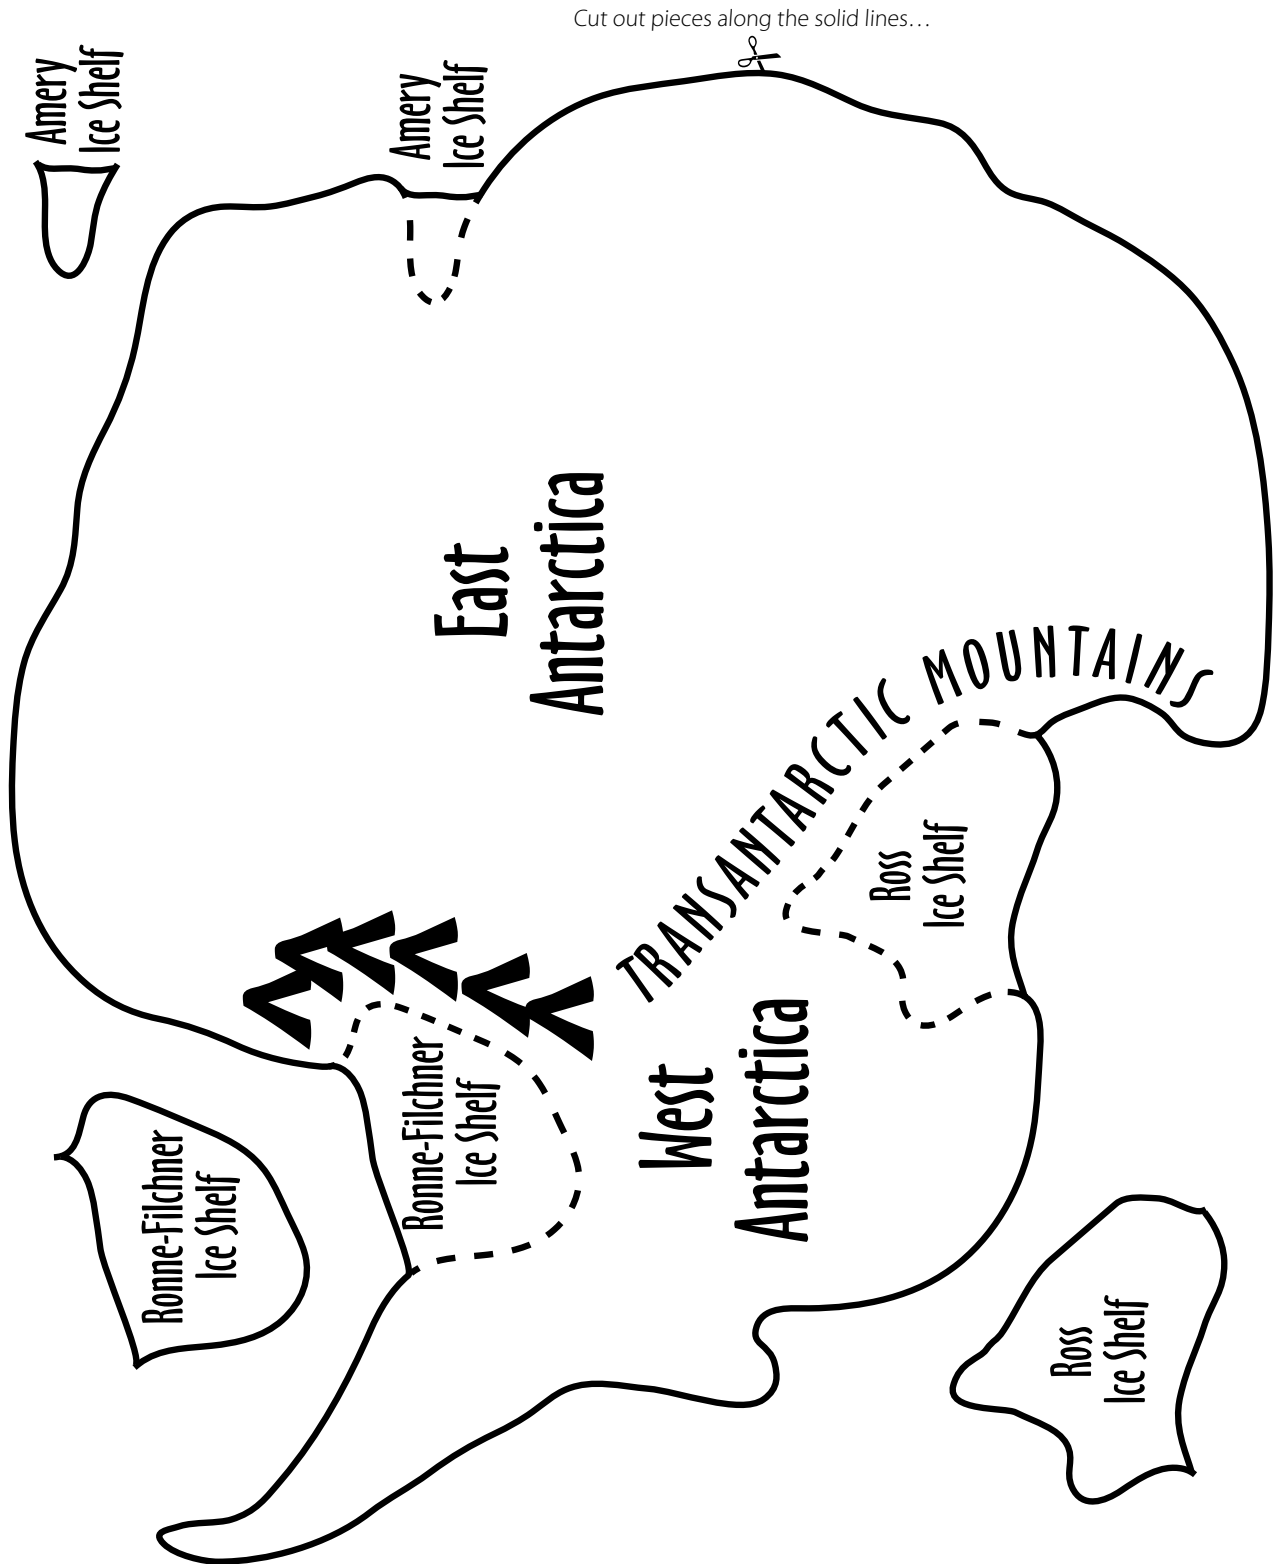 Cut out pieces along the solid lines…
Amery
Ice Shelf
Amery
Ice Shelf
East
Antarctica
TRANSANTARCTIC MOUNTAINS
Ross
Ice Shelf
Ronne-Filchner
Ice Shelf
West
Antarctica
Ronne-Filchner
Ice Shelf
Ross
Ice Shelf